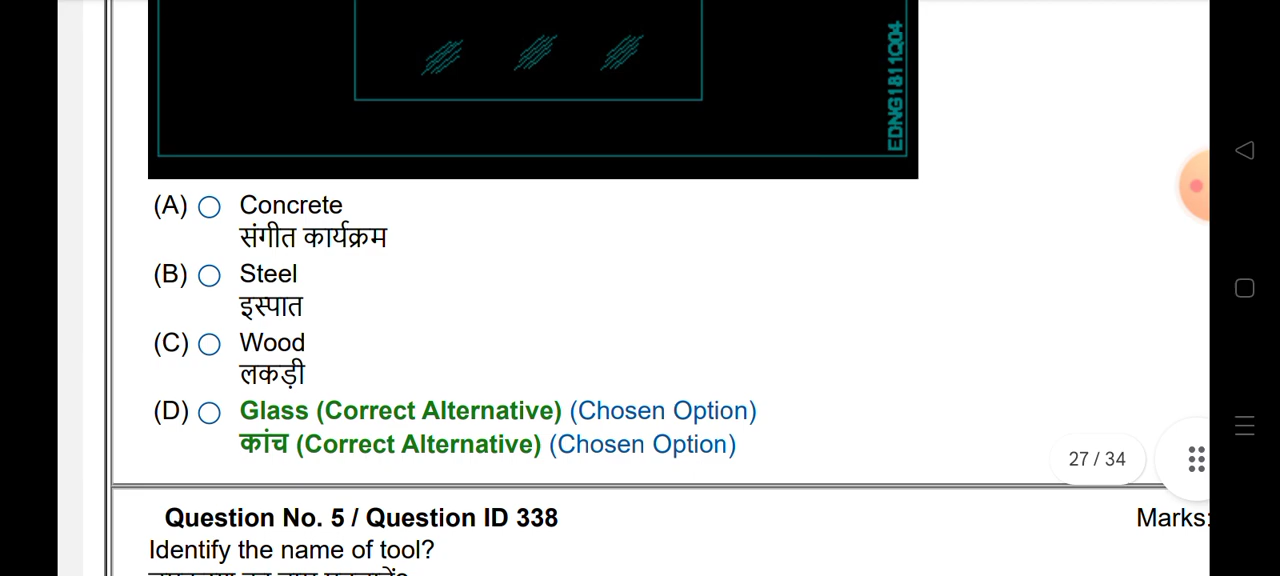 EDNG1811Q04
(A) Concrete
संगीत कार्यक्रम
(B) Steel
इस्पात
(C) Wood
लकड़ी
(D) Glass (Correct Alternative) (Chosen Option)
कांच (Correct Alternative) (Chosen Option)
27 / 34
Question No. 5 / Question ID 338
Marks:
Identify the name of tool?